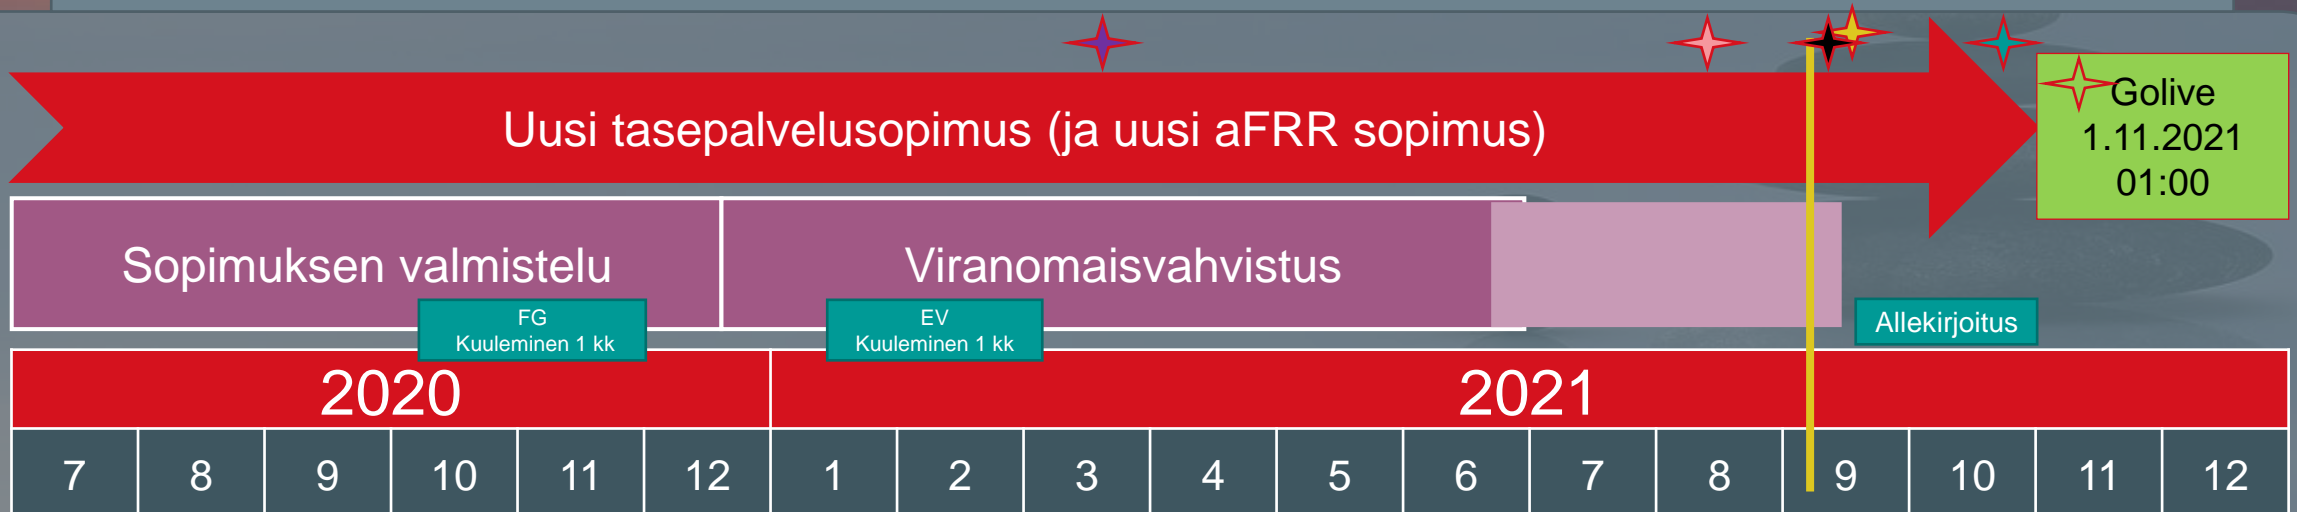 Uusi tasepalvelusopimus (ja uusi aFRR sopimus)
Golive
1.11.2021
01:00
Sopimuksen valmistelu
Viranomaisvahvistus
FG
Kuuleminen 1 kk
EV
Kuuleminen 1 kk
Allekirjoitus
2020
2021
7 8 9 10 11 12 1 2 3 4 5 6 7 8 9 10 11 12